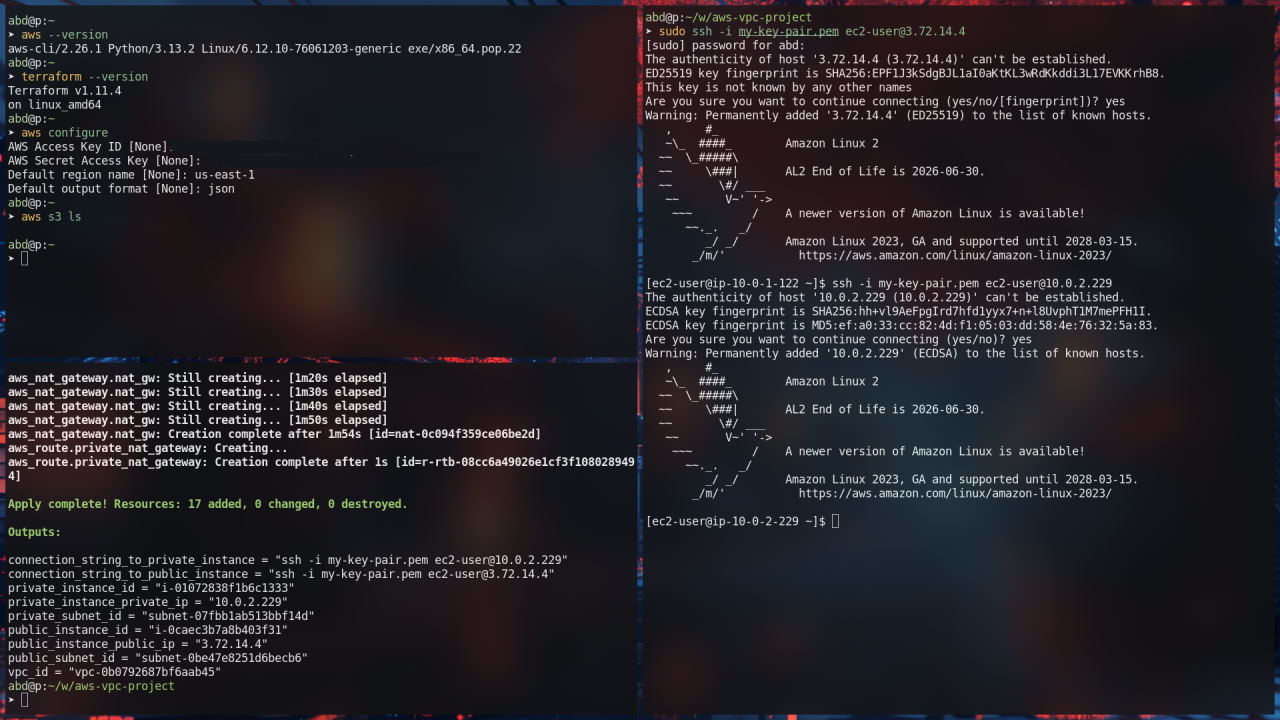 abd@p:~
➤ aws --version
aws-cli/2.26.1 Python/3.13.2 Linux/6.12.10-76061203-generic exe/x86_64.pop.22
abd@p:~
➤ terraform --version
Terraform v1.11.4
on linux_amd64
abd@p:~
➤ aws configure
AWS Access Key ID [None]:
AWS Secret Access Key [None]:
Default region name [None]: us-east-1
Default output format [None]: json
abd@p:~
➤ aws s3 ls

abd@p:~
➤
aws_nat_gateway.nat_gw: Still creating... [1m20s elapsed]
aws_nat_gateway.nat_gw: Still creating... [1m30s elapsed]
aws_nat_gateway.nat_gw: Still creating... [1m40s elapsed]
aws_nat_gateway.nat_gw: Still creating... [1m50s elapsed]
aws_nat_gateway.nat_gw: Creation complete after 1m54s [id=nat-0c094f359ce06be2d]
aws_route.private_nat_gateway: Creating...
aws_route.private_nat_gateway: Creation complete after 1s [id=r-rtb-08cc6a49026e1cf3f108028949
4]

Apply complete! Resources: 17 added, 0 changed, 0 destroyed.

Outputs:

connection_string_to_private_instance = "ssh -i my-key-pair.pem ec2-user@10.0.2.229"
connection_string_to_public_instance = "ssh -i my-key-pair.pem ec2-user@3.72.14.4"
private_instance_id = "i-01072838f1b6c1333"
private_instance_private_ip = "10.0.2.229"
private_subnet_id = "subnet-07fbb1ab513bbf14d"
public_instance_id = "i-0caec3b7a8b403f31"
public_instance_public_ip = "3.72.14.4"
public_subnet_id = "subnet-0be47e8251d6becb6"
vpc_id = "vpc-0b0792687bf6aab45"
abd@p:~/w/aws-vpc-project
➤
abd@p:~/w/aws-vpc-project
➤ sudo ssh -i my-key-pair.pem ec2-user@3.72.14.4
[sudo] password for abd:
The authenticity of host '3.72.14.4 (3.72.14.4)' can't be established.
ED25519 key fingerprint is SHA256:EPF1J3kSdgBJL1aI0aKtKL3wRdKkddi3L17EVKKrhB8.
This key is not known by any other names
Are you sure you want to continue connecting (yes/no/[fingerprint])? yes
Warning: Permanently added '3.72.14.4' (ED25519) to the list of known hosts.
   ,     #_
   ~\_  ####_        Amazon Linux 2
  ~~  \_#####\
  ~~     \###|       AL2 End of Life is 2026-06-30.
  ~~       \#/ ___
   ~~       V~' '->
    ~~~         /    A newer version of Amazon Linux is available!
      ~~._.   _/
         _/ _/       Amazon Linux 2023, GA and supported until 2028-03-15.
       _/m/'           https://aws.amazon.com/linux/amazon-linux-2023/

[ec2-user@ip-10-0-1-122 ~]$ ssh -i my-key-pair.pem ec2-user@10.0.2.229
The authenticity of host '10.0.2.229 (10.0.2.229)' can't be established.
ECDSA key fingerprint is SHA256:hh+vl9AeFpgIrd7hfd1yyx7+n+l8UvphT1M7mePFH1I.
ECDSA key fingerprint is MD5:ef:a0:33:cc:82:4d:f1:05:03:dd:58:4e:76:32:5a:83.
Are you sure you want to continue connecting (yes/no)? yes
Warning: Permanently added '10.0.2.229' (ECDSA) to the list of known hosts.
   ,     #_
   ~\_  ####_        Amazon Linux 2
  ~~  \_#####\
  ~~     \###|       AL2 End of Life is 2026-06-30.
  ~~       \#/ ___
   ~~       V~' '->
    ~~~         /    A newer version of Amazon Linux is available!
      ~~._.   _/
         _/ _/       Amazon Linux 2023, GA and supported until 2028-03-15.
       _/m/'           https://aws.amazon.com/linux/amazon-linux-2023/

[ec2-user@ip-10-0-2-229 ~]$